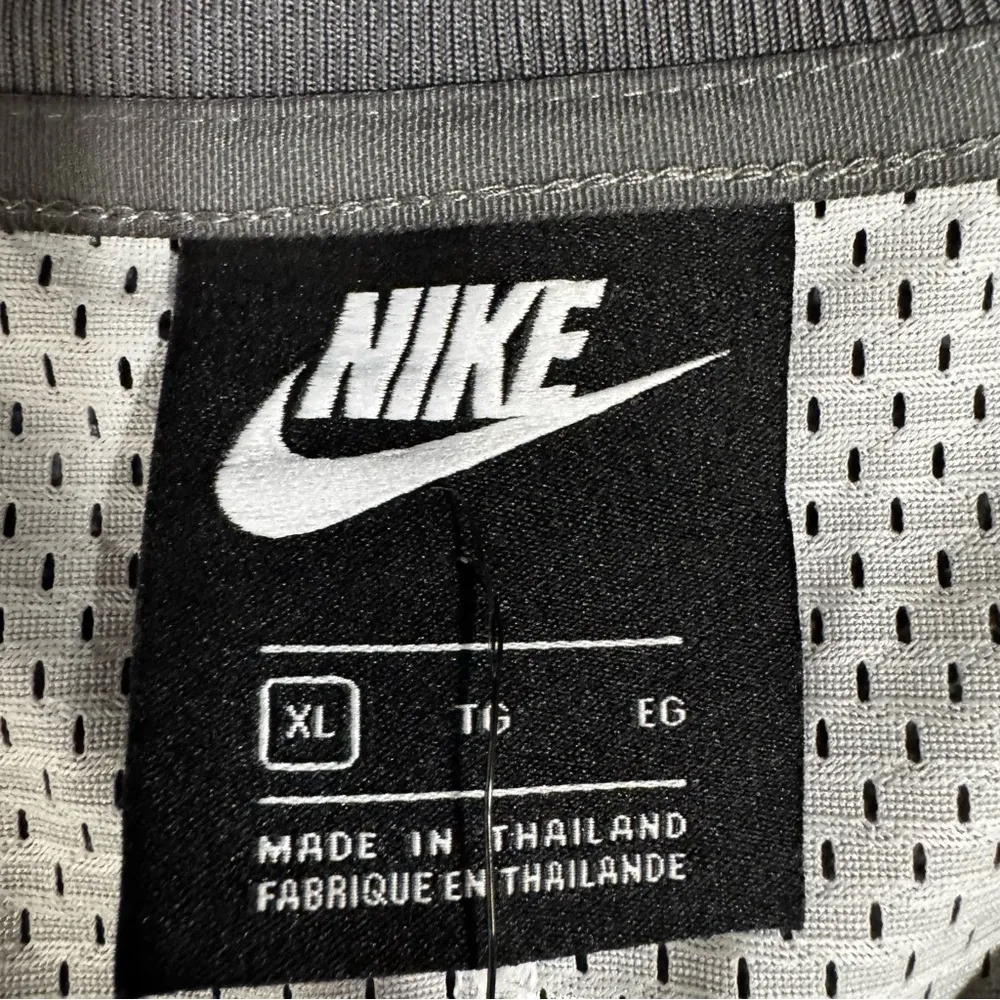 NIKE
XL TG EG
MADE IN THAILAND
FABRIQUE EN THAILANDE